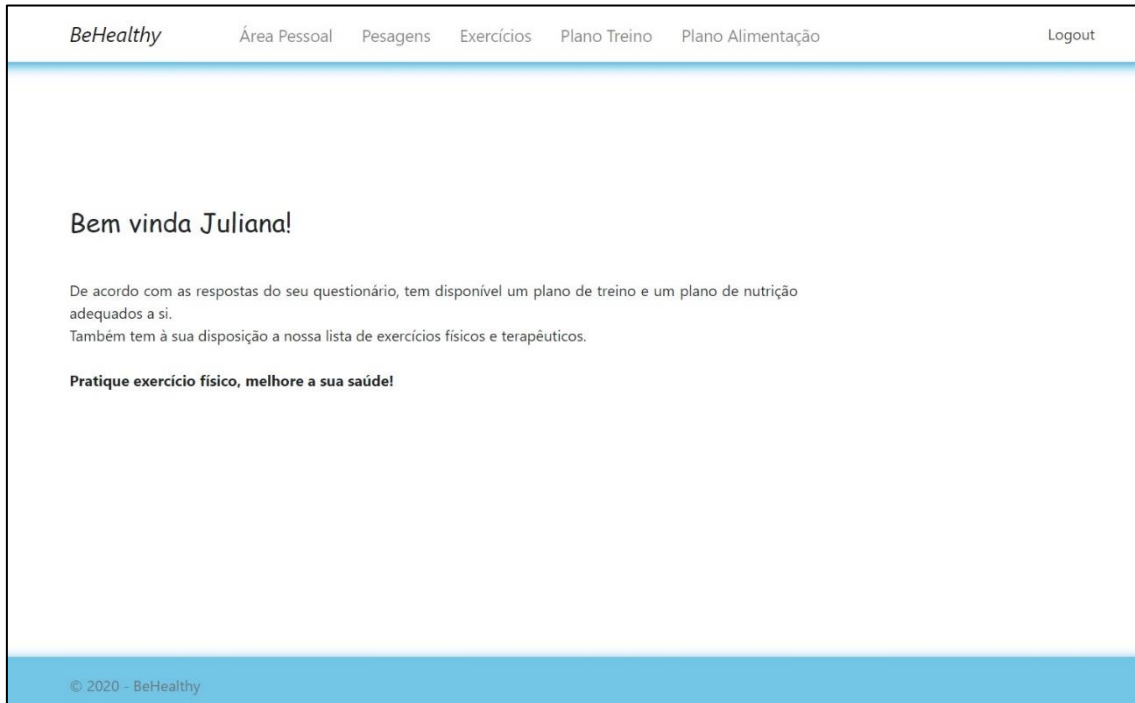 BeHealthy Área Pessoal Pesagens Exercícios Plano Treino Plano Alimentação Logout
Bem vinda Juliana!
De acordo com as respostas do seu questionário, tem disponível um plano de treino e um plano de nutrição
adequados a si.
Também tem à sua disposição a nossa lista de exercícios físicos e terapêuticos.
Pratique exercício físico, melhore a sua saúde!
© 2020 - BeHealthy